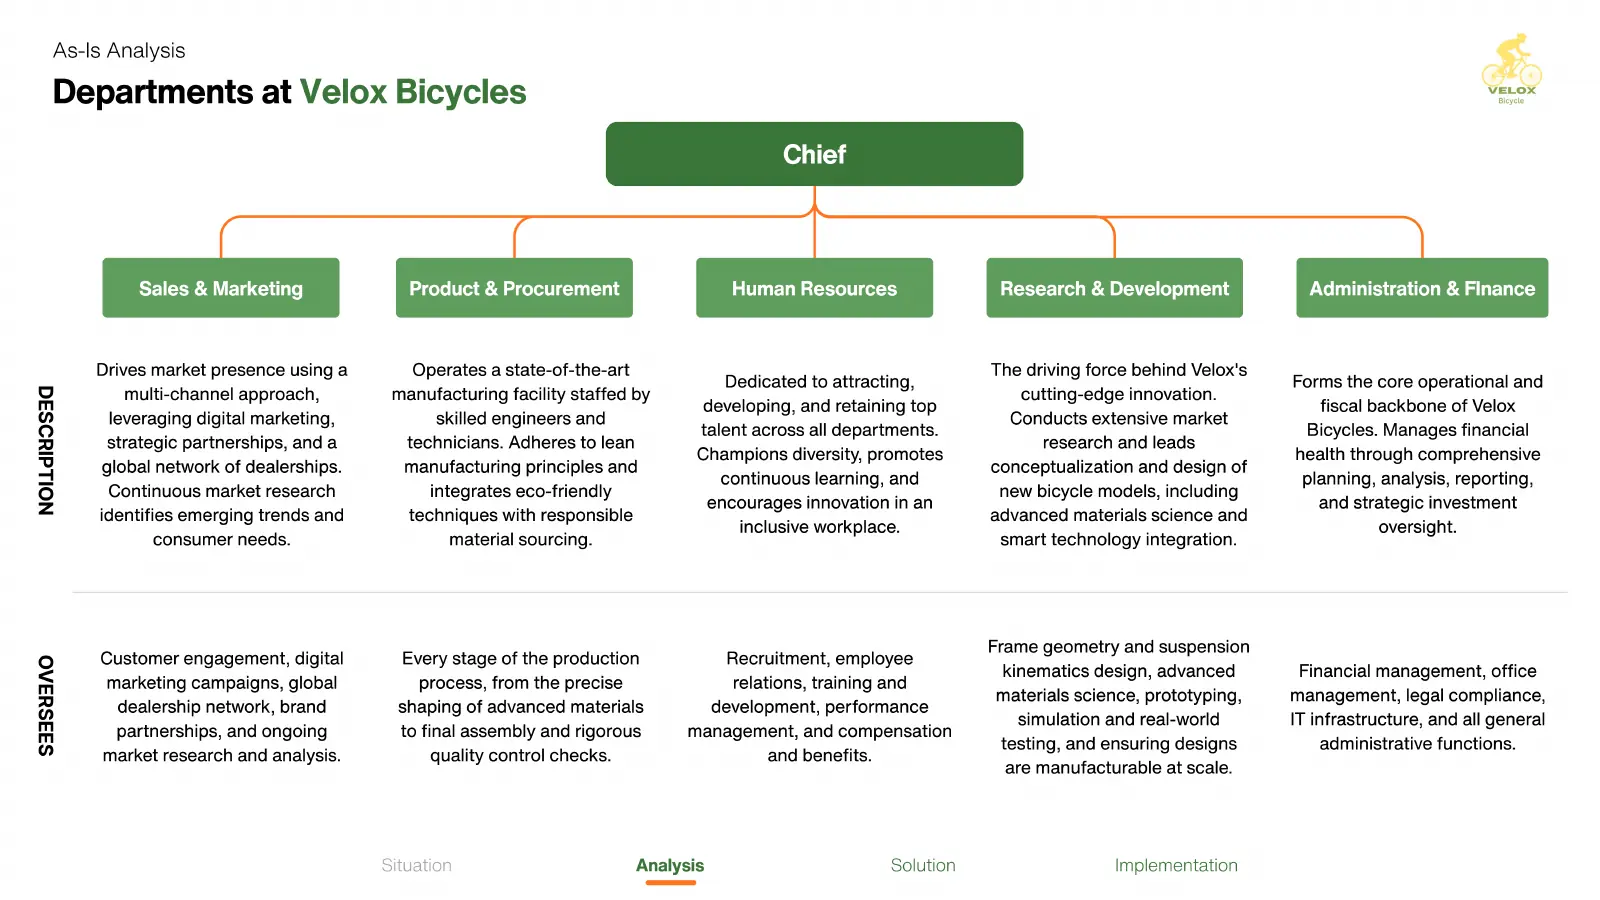 As-Is Analysis
Departments at Velox Bicycles
VELOX
Bicycle
Chief
Sales & Marketing
Product & Procurement
Human Resources
Research & Development
Administration & FInance
DESCRIPTION
Drives market presence using a
multi-channel approach,
leveraging digital marketing,
strategic partnerships, and a
global network of dealerships.
Continuous market research
identifies emerging trends and
consumer needs.
Operates a state-of-the-art
manufacturing facility staffed by
skilled engineers and
technicians. Adheres to lean
manufacturing principles and
integrates eco-friendly
techniques with responsible
material sourcing.
Dedicated to attracting,
developing, and retaining top
talent across all departments.
Champions diversity, promotes
continuous learning, and
encourages innovation in an
inclusive workplace.
The driving force behind Velox's
cutting-edge innovation.
Conducts extensive market
research and leads
conceptualization and design of
new bicycle models, including
advanced materials science and
smart technology integration.
Forms the core operational and
fiscal backbone of Velox
Bicycles. Manages financial
health through comprehensive
planning, analysis, reporting,
and strategic investment
oversight.
OVERSEES
Customer engagement, digital
marketing campaigns, global
dealership network, brand
partnerships, and ongoing
market research and analysis.
Every stage of the production
process, from the precise
shaping of advanced materials
to final assembly and rigorous
quality control checks.
Recruitment, employee
relations, training and
development, performance
management, and compensation
and benefits.
Frame geometry and suspension
kinematics design, advanced
materials science, prototyping,
simulation and real-world
testing, and ensuring designs
are manufacturable at scale.
Financial management, office
management, legal compliance,
IT infrastructure, and all general
administrative functions.
Situation
Analysis
Solution
Implementation